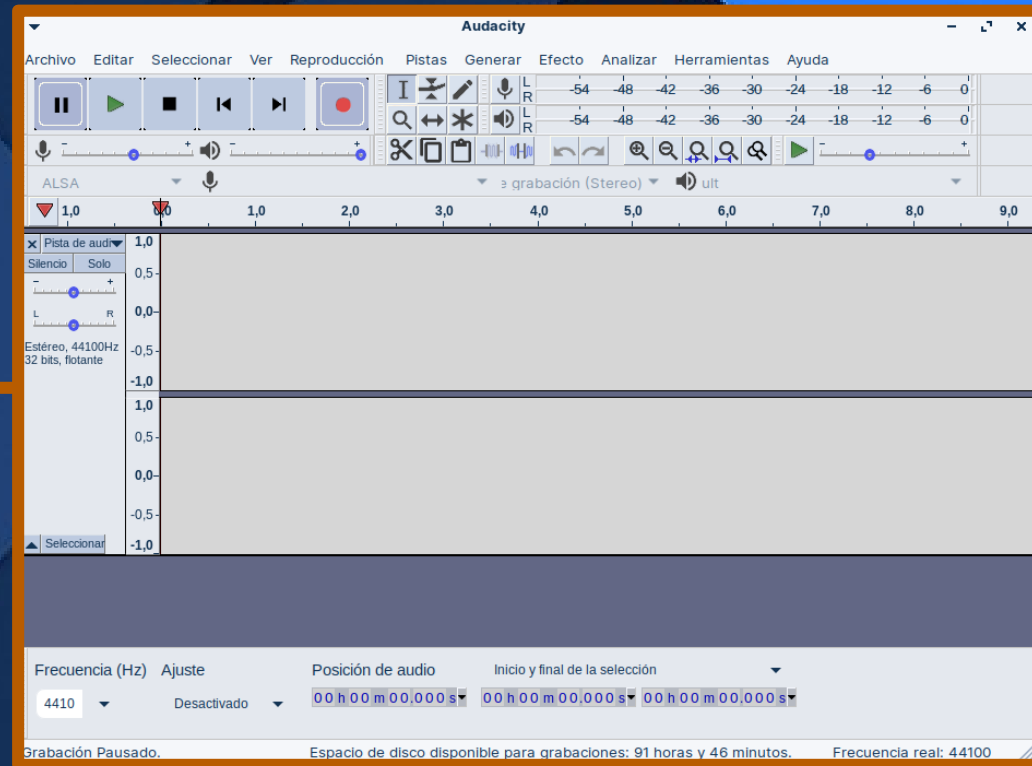 Audacity
Archivo Editar Seleccionar Ver Reproducción Pistas Generar Efecto Analizar Herramientas Ayuda
L R -54 -48 -42 -36 -30 -24 -18 -12 -6 0
L R -54 -48 -42 -36 -30 -24 -18 -12 -6 0
- + - + - +
ALSA e grabación (Stereo) ult
1,0 0,0 1,0 2,0 3,0 4,0 5,0 6,0 7,0 8,0 9,0
Pista de audi 1,0
Silencio Solo
0,5
- +
L R 0,0
Estéreo, 44100Hz -0,5
32 bits, flotante
-1,0
1,0
0,5
0,0
-0,5
Seleccionar -1,0
Frecuencia (Hz) Ajuste Posición de audio Inicio y final de la selección
4410 Desactivado 00h00m00,000s 00h00m00,000s 00h00m00,000s
Grabación Pausado. Espacio de disco disponible para grabaciones: 91 horas y 46 minutos. Frecuencia real: 44100